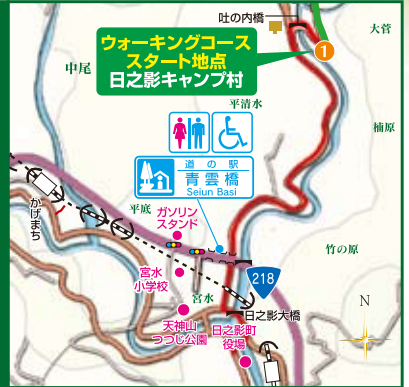 吐の内橋
大菅
ウォーキングコース
スタート地点
日之影キャンプ村
1
中尾
平清水
楠原
道の駅
青雲橋
Seiun Basi
かげまち
平底
ガソリン
スタンド
竹の原
218
宮水
小学校
宮水
日之影大橋
N
天神山
つつじ公園
日之影町
役場